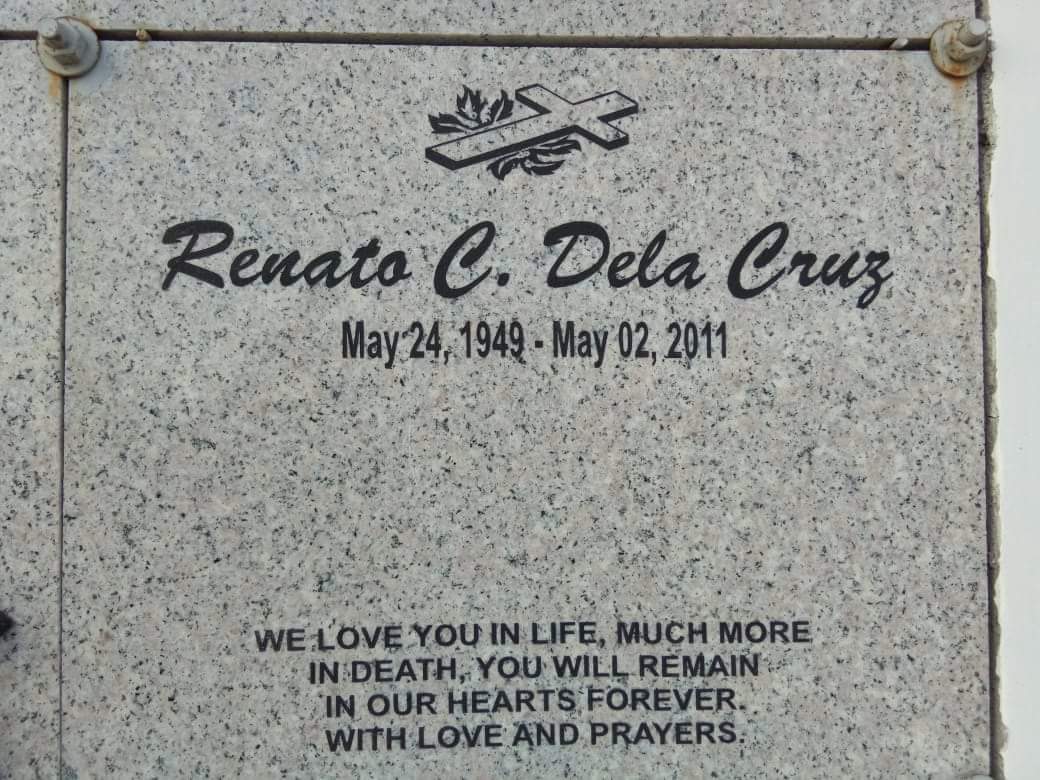 Renato C. Dela Cruz
May 24, 1949 - May 02, 2011
WE LOVE YOU IN LIFE, MUCH MORE
IN DEATH, YOU WILL REMAIN
IN OUR HEARTS FOREVER.
WITH LOVE AND PRAYERS.